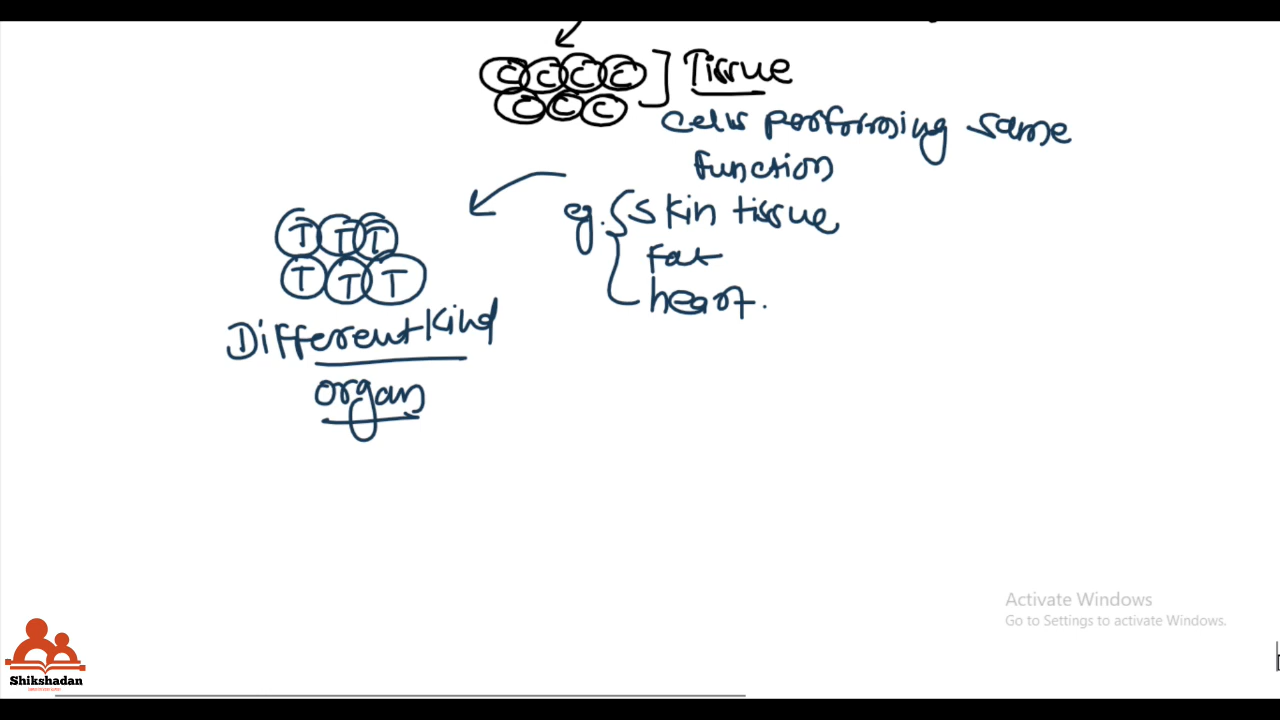 C C C C
C C C
Tissue
cells performing same
function
eg. Skin tissue
fat
heart.
T T T
T T T
Different Kind
organ
Activate Windows
Go to Settings to activate Windows.
Shikshadan